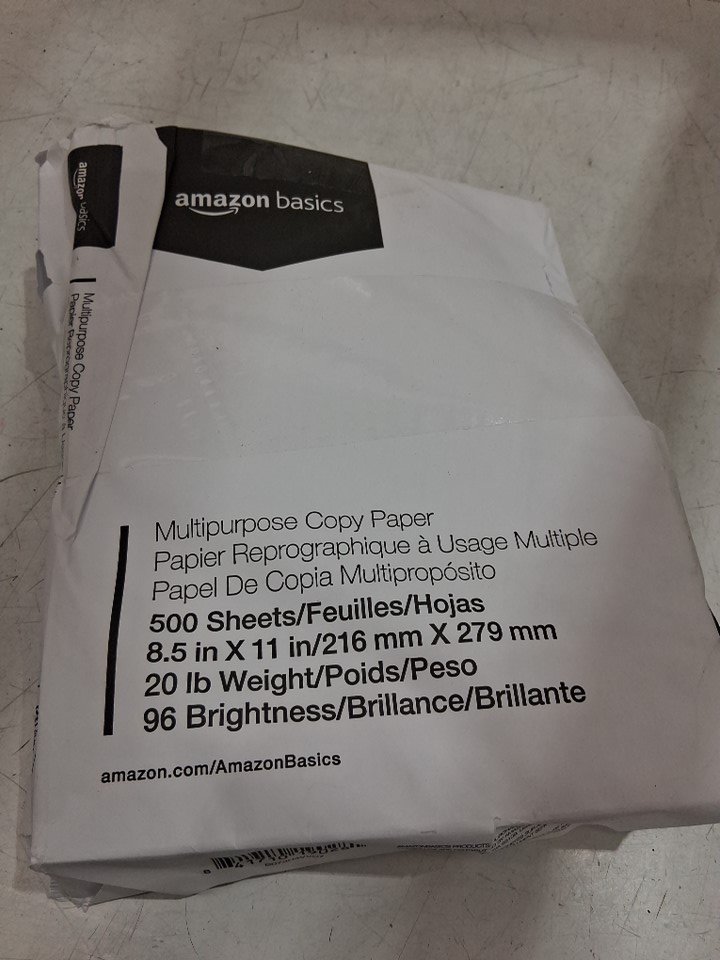 amazon basics
amazon basics
Multipurpose Copy Paper
Multipurpose Copy Paper
Papier Reprographique à Usage Multiple
Papel De Copia Multipropósito
500 Sheets/Feuilles/Hojas
8.5 in X 11 in/216 mm X 279 mm
20 lb Weight/Poids/Peso
96 Brightness/Brillance/Brillante
amazon.com/AmazonBasics